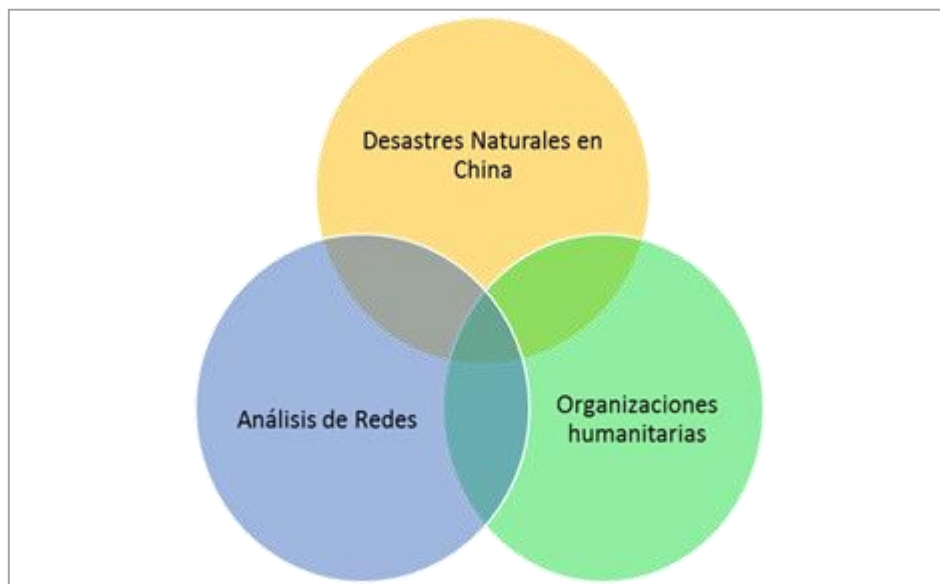 Desastres Naturales en
China
Análisis de Redes
Organizaciones
humanitarias